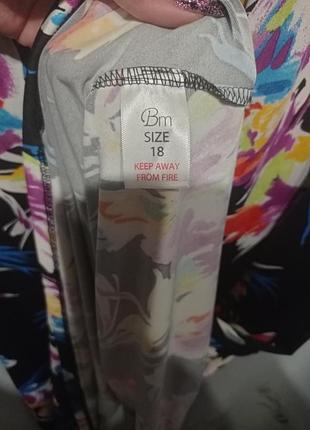 Bm
SIZE
18
KEEP AWAY
FROM FIRE